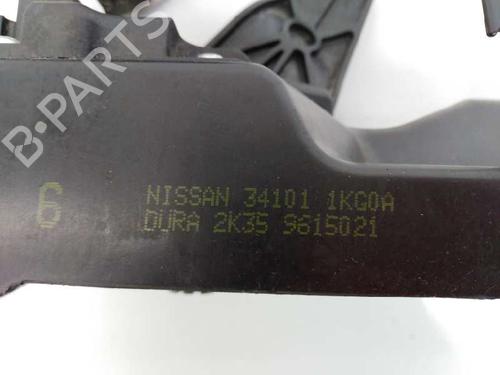 B-PARTS
6
NISSAN 34101 1KG0A
DURA 2K35 9615021